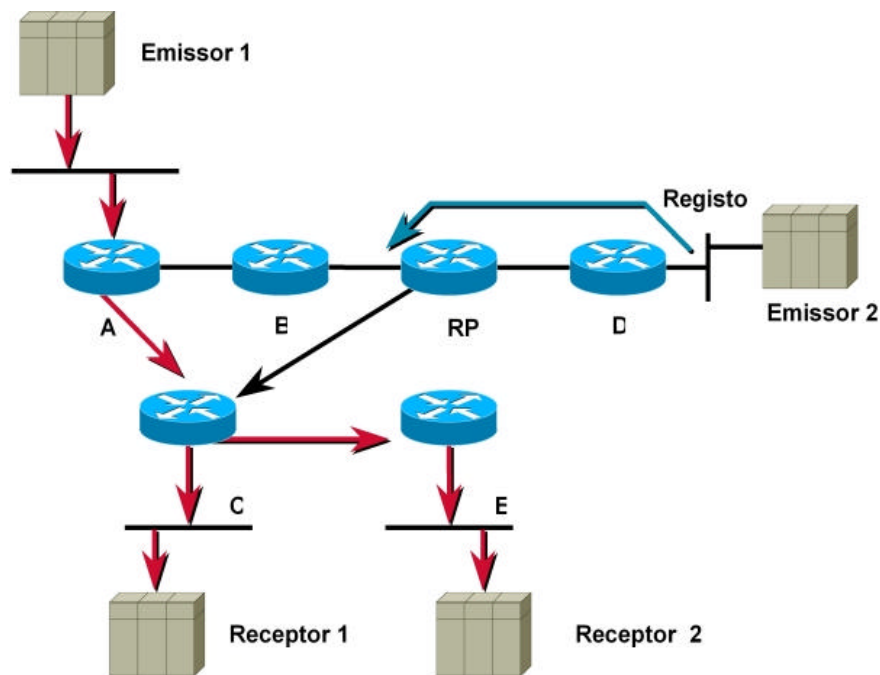 Emissor 1
Registo
Emissor 2
A
B
RP
D
C
E
Receptor 1
Receptor 2